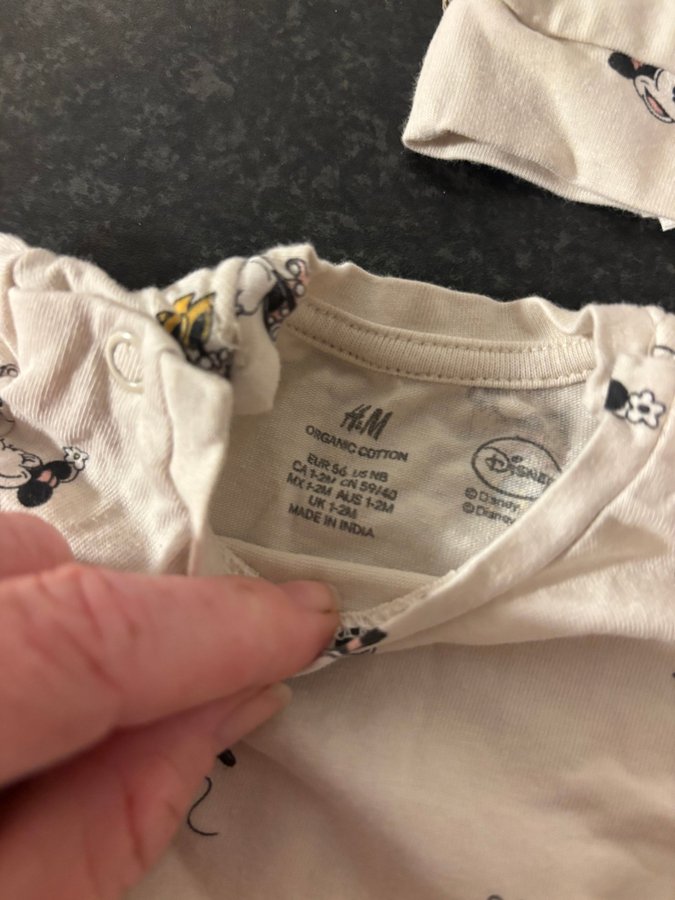 H&M
ORGANIC COTTON
EUR 56 US NB
CA 1-2M CN 59/40
MX 1-2M AUS 1-2M
UK 1-2M
MADE IN INDIA
DISNEY
© Disney
© Disney